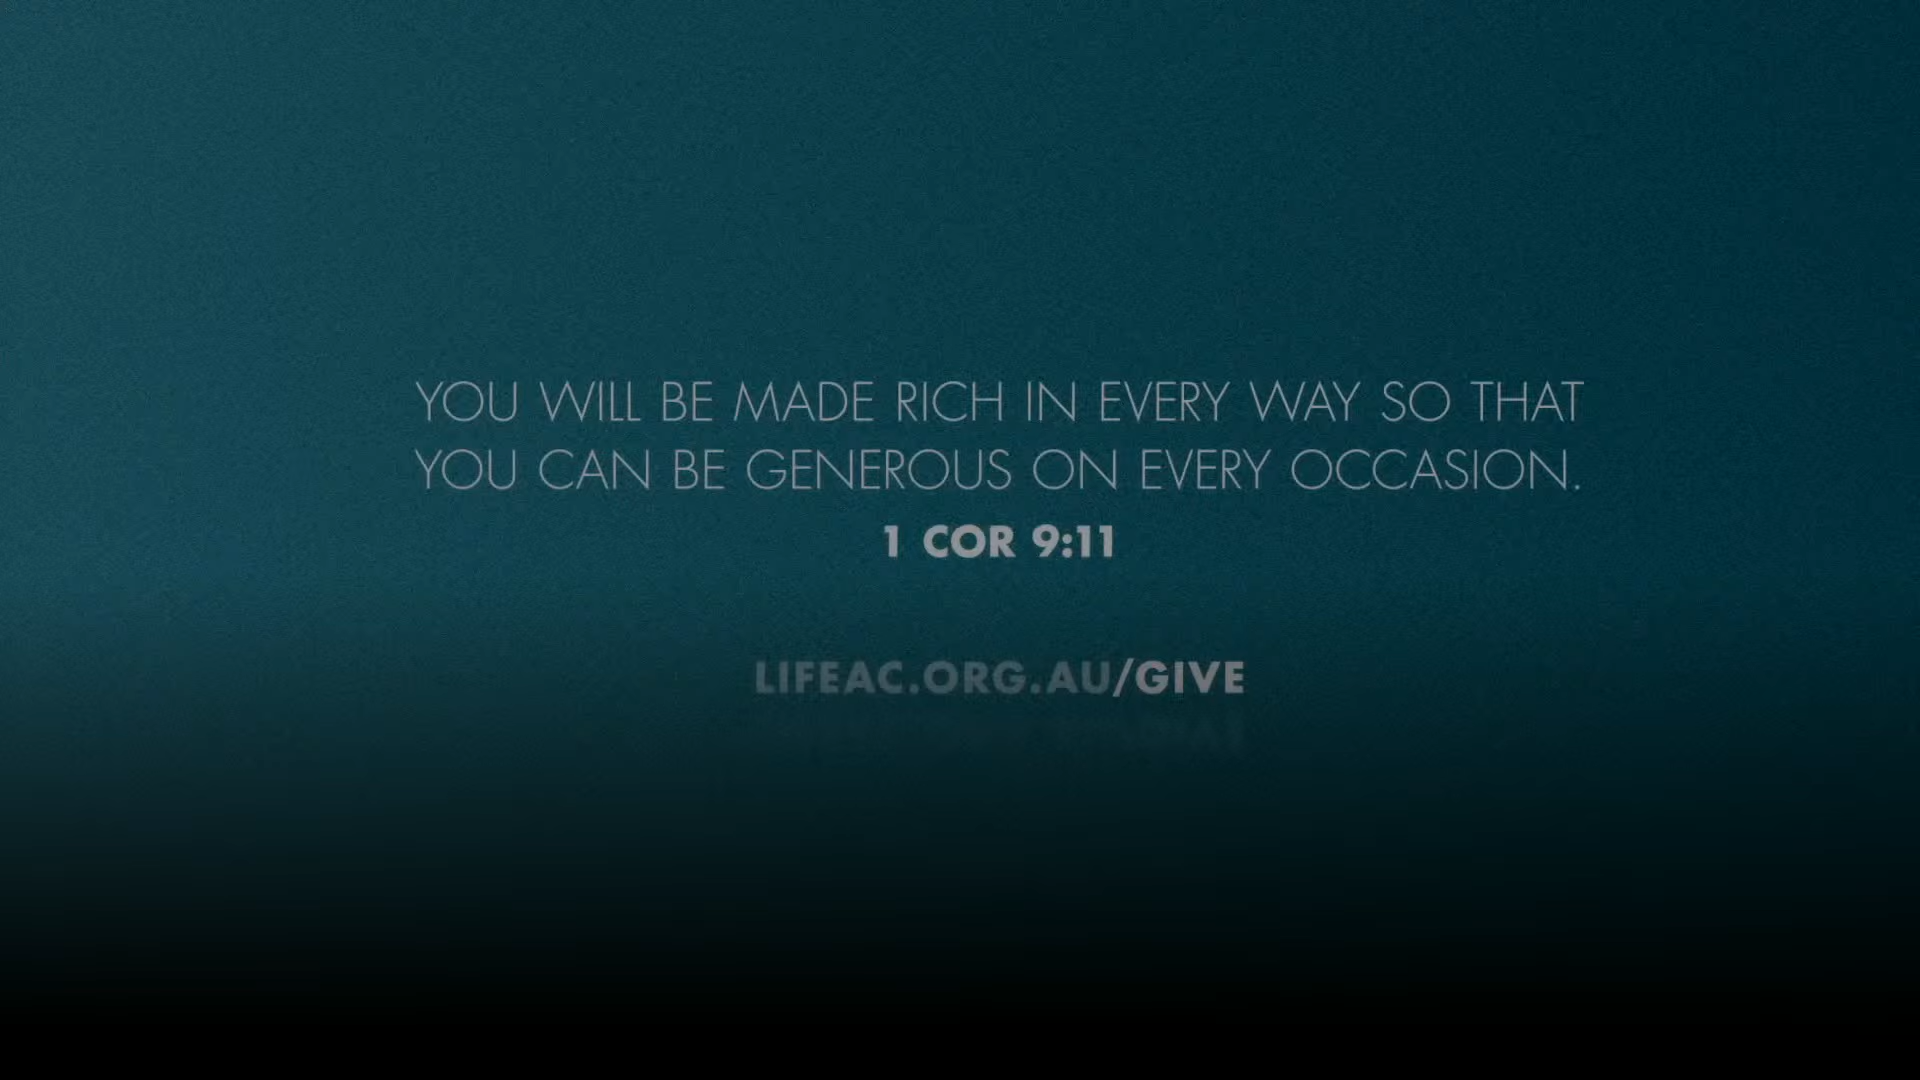 YOU WILL BE MADE RICH IN EVERY WAY SO THAT
YOU CAN BE GENEROUS ON EVERY OCCASION.
1 COR 9:11
LIFEAC.ORG.AU/GIVE